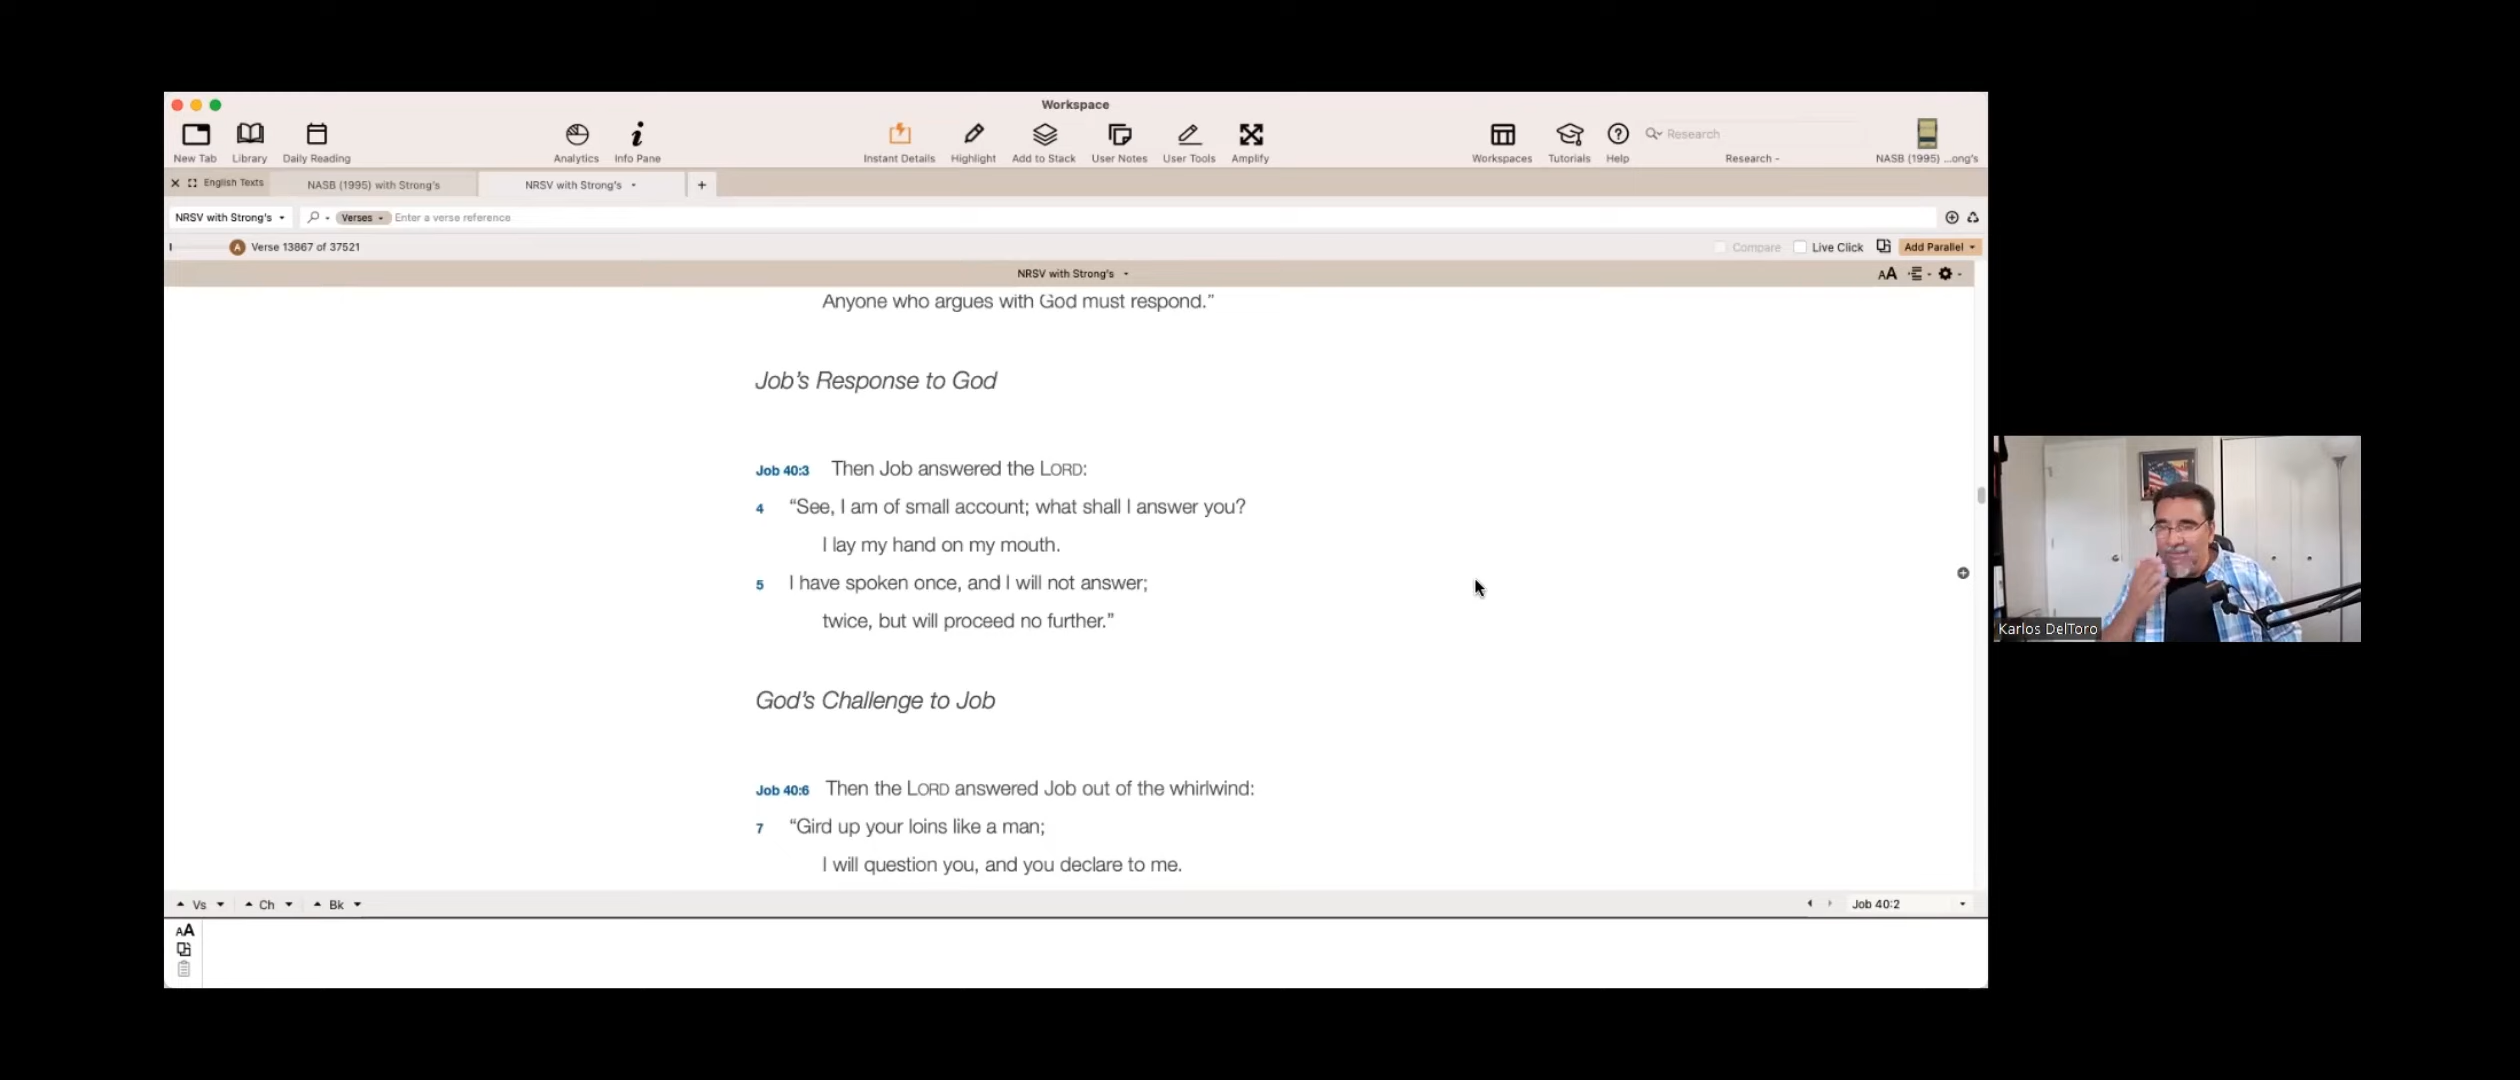 Workspace
New Tab
Library
Daily Reading
Analytics
Info Pane
Instant Details
Highlight
Add to Stack
User Notes
User Tools
Amplify
Workspaces
Tutorials
Help
Research
Research
NASB (1995) ...ong's
English Texts
NASB (1995) with Strong's
NRSV with Strong's
+
NRSV with Strong's
Verses
Enter a verse reference
A Verse 13867 of 37521
Compare
Live Click
Add Parallel
NRSV with Strong's
AA
Anyone who argues with God must respond.”
Job’s Response to God
Job 40:3 Then Job answered the LORD:
4 “See, I am of small account; what shall I answer you?
I lay my hand on my mouth.
5 I have spoken once, and I will not answer;
twice, but will proceed no further.”
God’s Challenge to Job
Job 40:6 Then the LORD answered Job out of the whirlwind:
7 “Gird up your loins like a man;
I will question you, and you declare to me.
Vs
Ch
Bk
Job 40:2
AA
Karlos DelToro